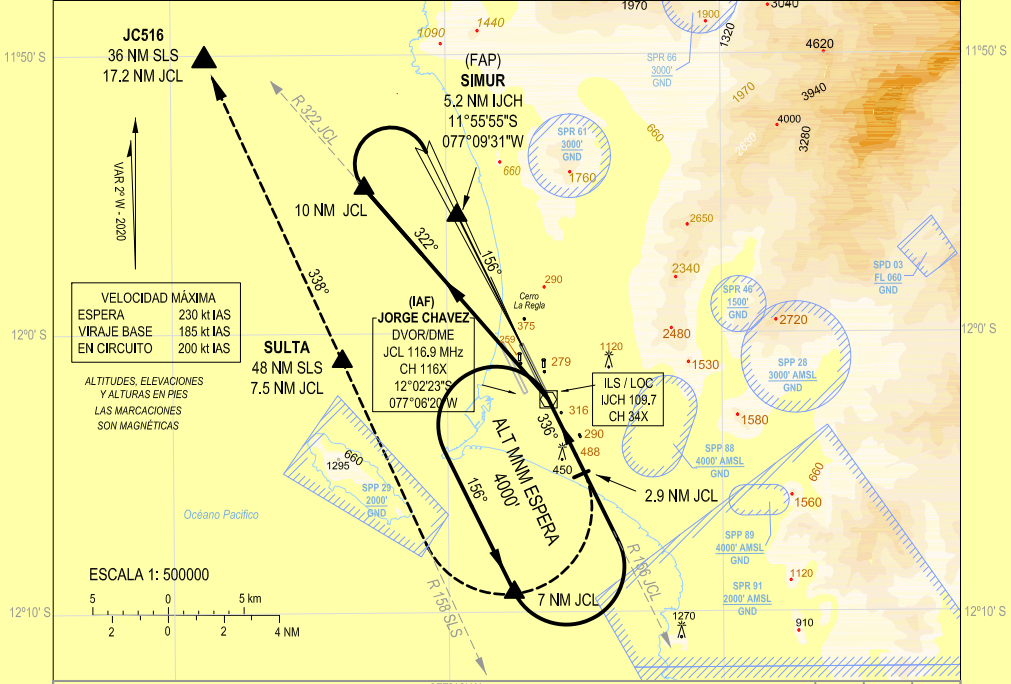 JC516
36 NM SLS
17.2 NM JCL
11°50' S
11°50' S
1090
1440
(FAP)
SIMUR
5.2 NM IJCH
11°55'55"S
077°09'31"W
1970
1900
3040
1320
4620
SPR 66
3000'
GND
1970
3940
4000
3280
2630
660
SPR 61
3000'
GND
1760
660
R 322 JCL
VAR 2° W - 2020
10 NM JCL
322°
156°
338°
2650
2340
SPD 03
FL 060
GND
VELOCIDAD MÁXIMA
ESPERA 230 kt IAS
VIRAJE BASE 185 kt IAS
EN CIRCUITO 200 kt IAS
ALTITUDES, ELEVACIONES
Y ALTURAS EN PIES
LAS MARCACIONES
SON MAGNÉTICAS
SULTA
48 NM SLS
7.5 NM JCL
(IAF)
JORGE CHAVEZ
DVOR/DME
JCL 116.9 MHz
CH 116X
12°02'23"S
077°06'20"W
290
Cerro
La Regla
375
259
279
1120
SPR 46
1500'
GND
2720
2480
1530
12°0' S
12°0' S
SPR 28
3000' AMSL
GND
1580
ILS / LOC
IJCH 109.7
CH 34X
316
336°
290
488
450
ALT MNM ESPERA
4000'
156°
2.9 NM JCL
SPP 88
4000' AMSL
GND
660
1560
SPP 89
4000' AMSL
GND
1120
SPR 91
2000' AMSL
GND
910
660
1295
SPP 29
2000'
GND
Océano Pacífico
ESCALA 1: 500000
5 0 5 km
2 0 2 4 NM
R 158 SLS
7 NM JCL
R 166 JCL
1270
12°10' S
12°10' S